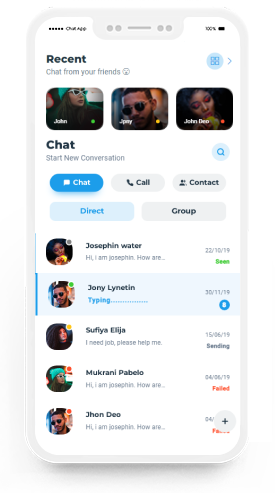 Chat App
100%
Recent
Chat from your friends
John
Jony
John Deo
Chat
Start New Conversation
Chat
Call
Contact
Direct
Group
Josephin water
22/10/19
Hi, i am josephin. How are...
Seen
Jony Lynetin
30/11/19
Typing................
Sufiya Elija
15/06/19
I need job, please help me.
Sending
Mukrani Pabelo
04/06/19
Hi, i am josephin. How are...
Failed
Jhon Deo
04/
Hi, i am josephin. How are...
+